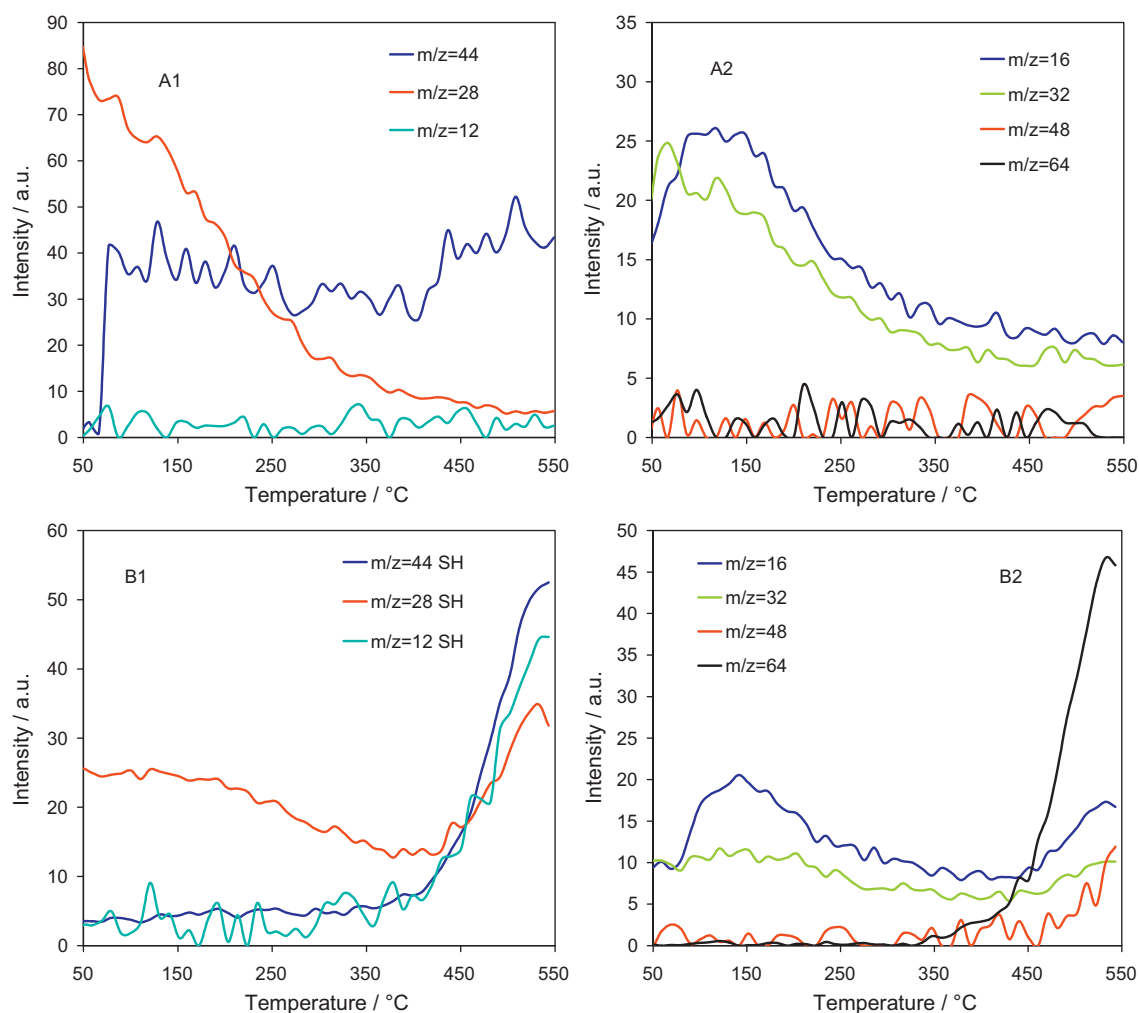 A1
m/z=44
m/z=28
m/z=12
Intensity / a.u.
90
80
70
60
50
40
30
20
10
0
50 150 250 350 450 550
Temperature / °C
A2
m/z=16
m/z=32
m/z=48
m/z=64
Intensity / a.u.
35
30
25
20
15
10
5
0
50 150 250 350 450 550
Temperature / °C
B1
m/z=44 SH
m/z=28 SH
m/z=12 SH
Intensity / a.u.
60
50
40
30
20
10
0
50 150 250 350 450 550
Temperature / °C
B2
m/z=16
m/z=32
m/z=48
m/z=64
Intensity / a.u.
50
45
40
35
30
25
20
15
10
5
0
50 150 250 350 450 550
Temperature / °C